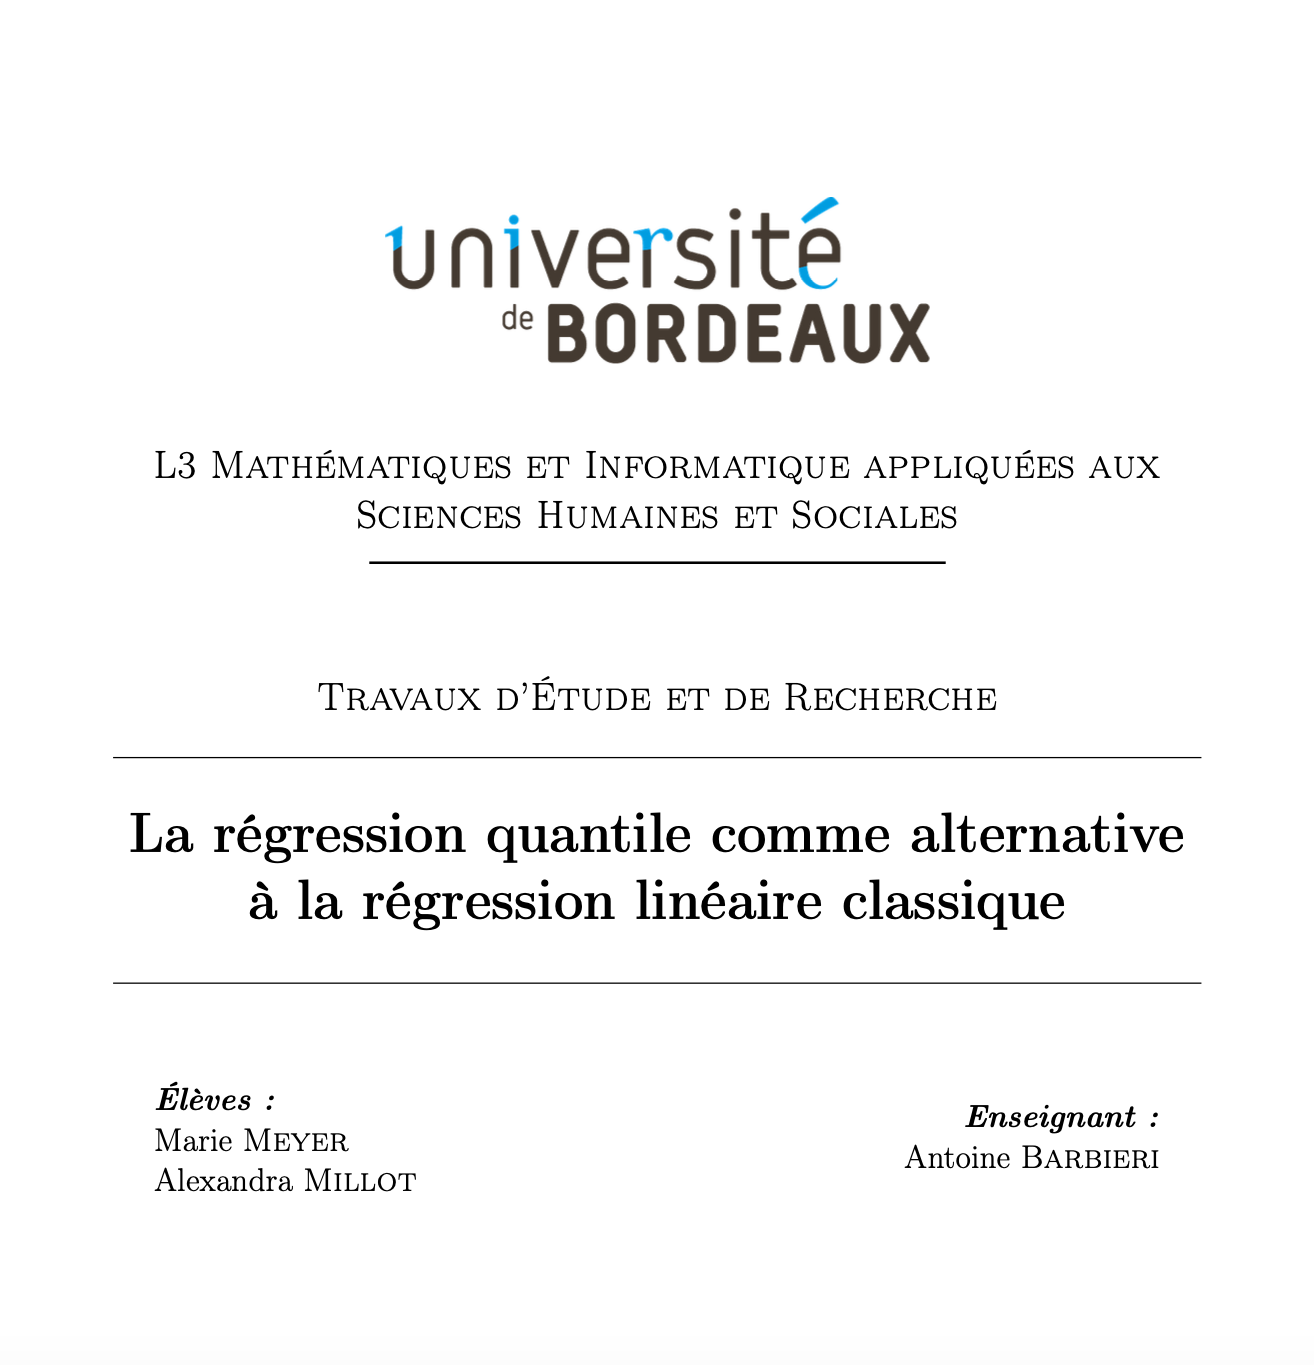 université
de BORDEAUX
L3 Mathématiques et Informatique appliquées aux
Sciences Humaines et Sociales
Travaux d'Étude et de Recherche
La régression quantile comme alternative
à la régression linéaire classique
Élèves :
Marie Meyer
Alexandra Millot
Enseignant :
Antoine Barbieri